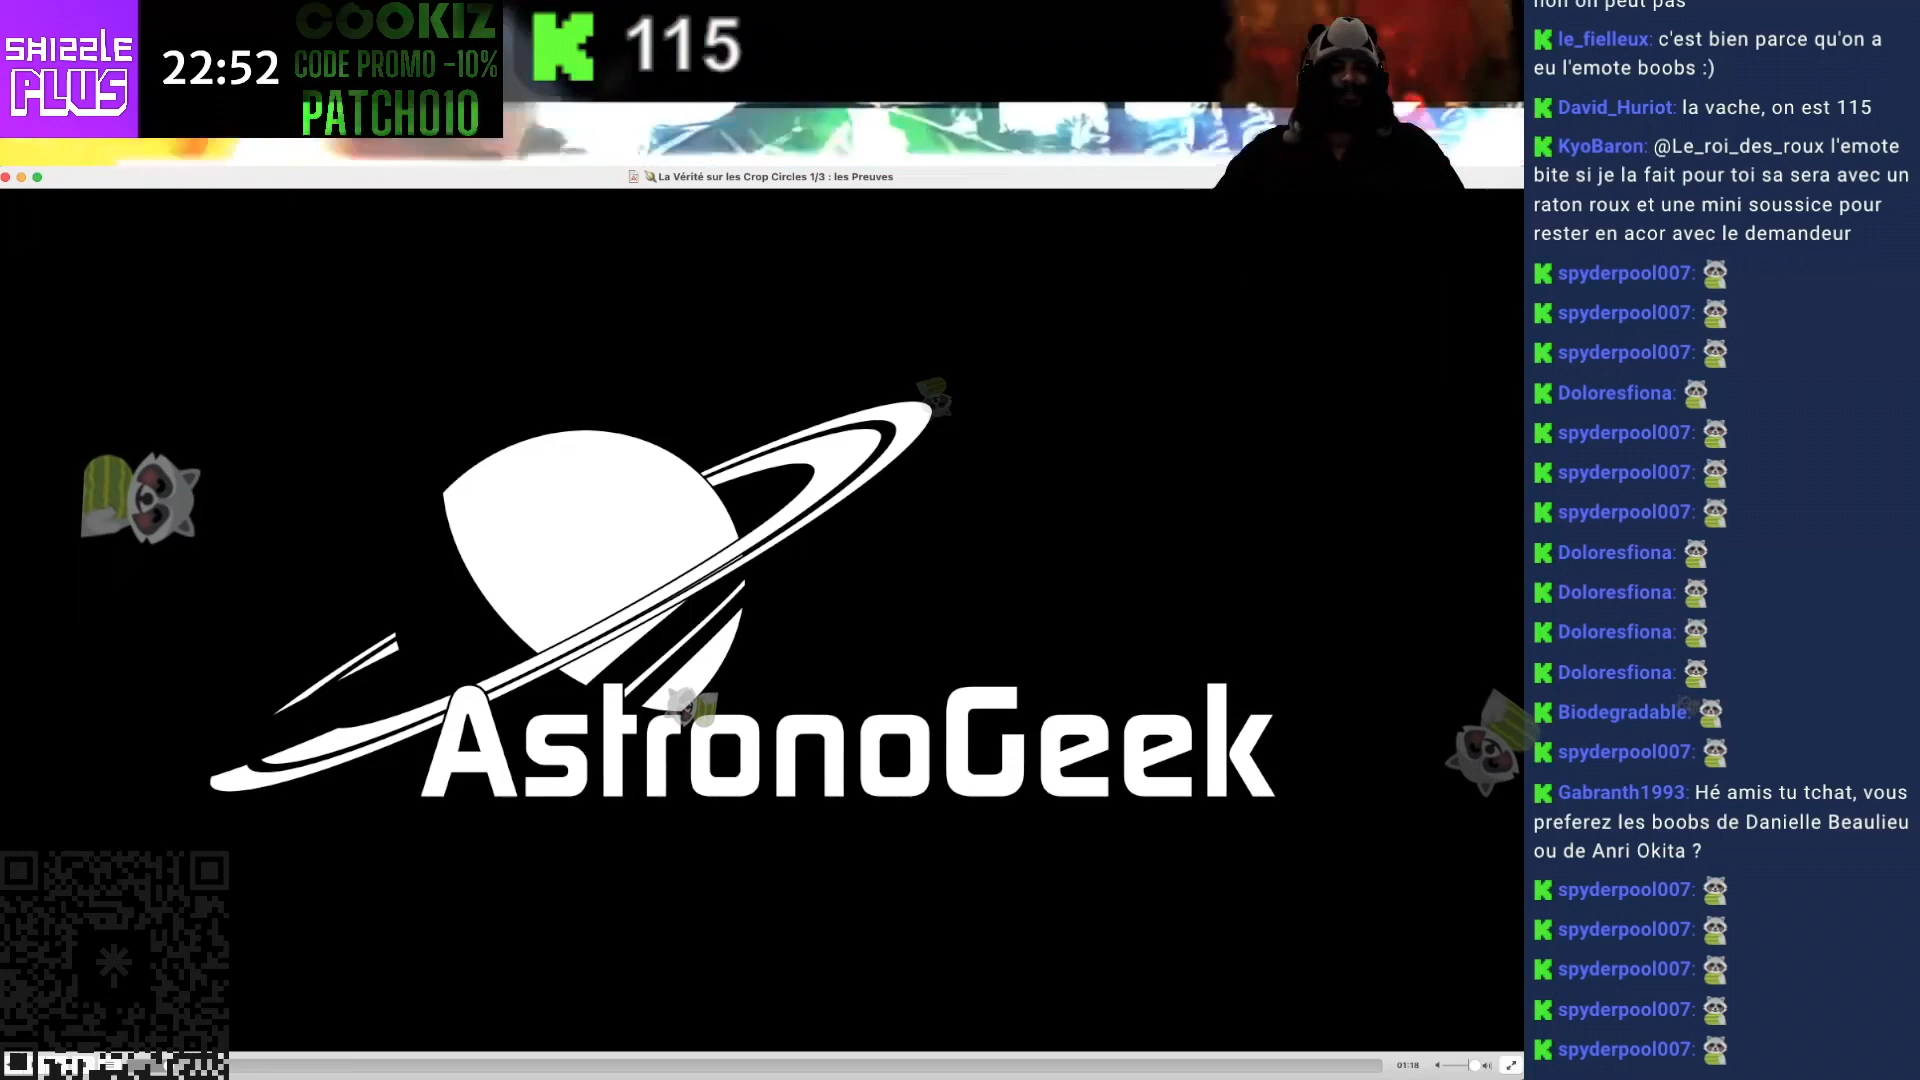 SHIZZLE
PLUS
22:52
COOKIZ
CODE PROMO -10%
PATCHO10
115
La Vérité sur les Crop Circles 1/3 : les Preuves
AstronoGeek
01:18
non on peut pas
le_fielleux: c'est bien parce qu'on a
eu l'emote boobs :)
David_Huriot: la vache, on est 115
KyoBaron: @Le_roi_des_roux l'emote
bite si je la fait pour toi sa sera avec un
raton roux et une mini soussice pour
rester en acor avec le demandeur
spyderpool007:
spyderpool007:
spyderpool007:
Doloresfiona:
spyderpool007:
spyderpool007:
spyderpool007:
Doloresfiona:
Doloresfiona:
Doloresfiona:
Doloresfiona:
Biodegradable:
spyderpool007:
Gabranth1993: Hé amis tu tchat, vous
preferez les boobs de Danielle Beaulieu
ou de Anri Okita ?
spyderpool007:
spyderpool007:
spyderpool007:
spyderpool007:
spyderpool007: